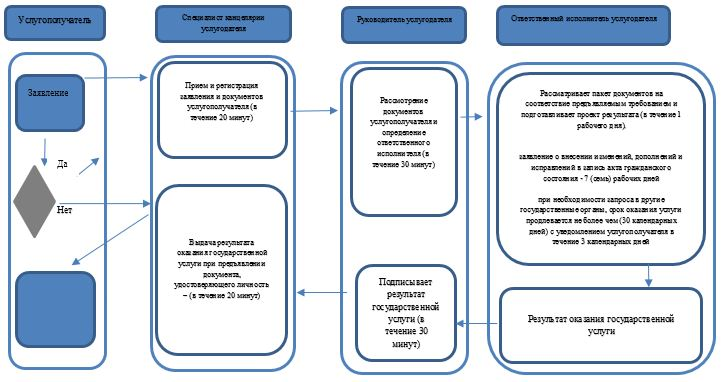 Услугополучатель
Специалист канцелярии
услугодателя
Руководитель услугодателя
Ответственный исполнитель услугодателя
Заявление
Да
Нет
Прием и регистрация
заявления и документов
услугополучателя (в
течение 20 минут)
Выдача результата
оказания государственной
услуги при предъявлении
документа,
удостоверяющего личность
– (в течение 20 минут)
Рассмотрение
документов
услугополучателя и
определение
ответственного
исполнителя (в
течение 30 минут)
Подписывает
результат
государственной
услуги (в
течение 30
минут)
Рассматривает пакет документов на
соответствие предъявляемым требованиям и
подготавливает проект результата (в течение 1
рабочего дня).
заявление о внесении изменений, дополнений и
исправлений в запись акта гражданского
состояния - 7 (семь) рабочих дней
при необходимости запроса в другие
государственные органы, срок оказания услуги
продлевается не более чем (30 календарных
дней) с уведомлением услугополучателя в
течение 3 календарных дней
Результат оказания государственной
услуги